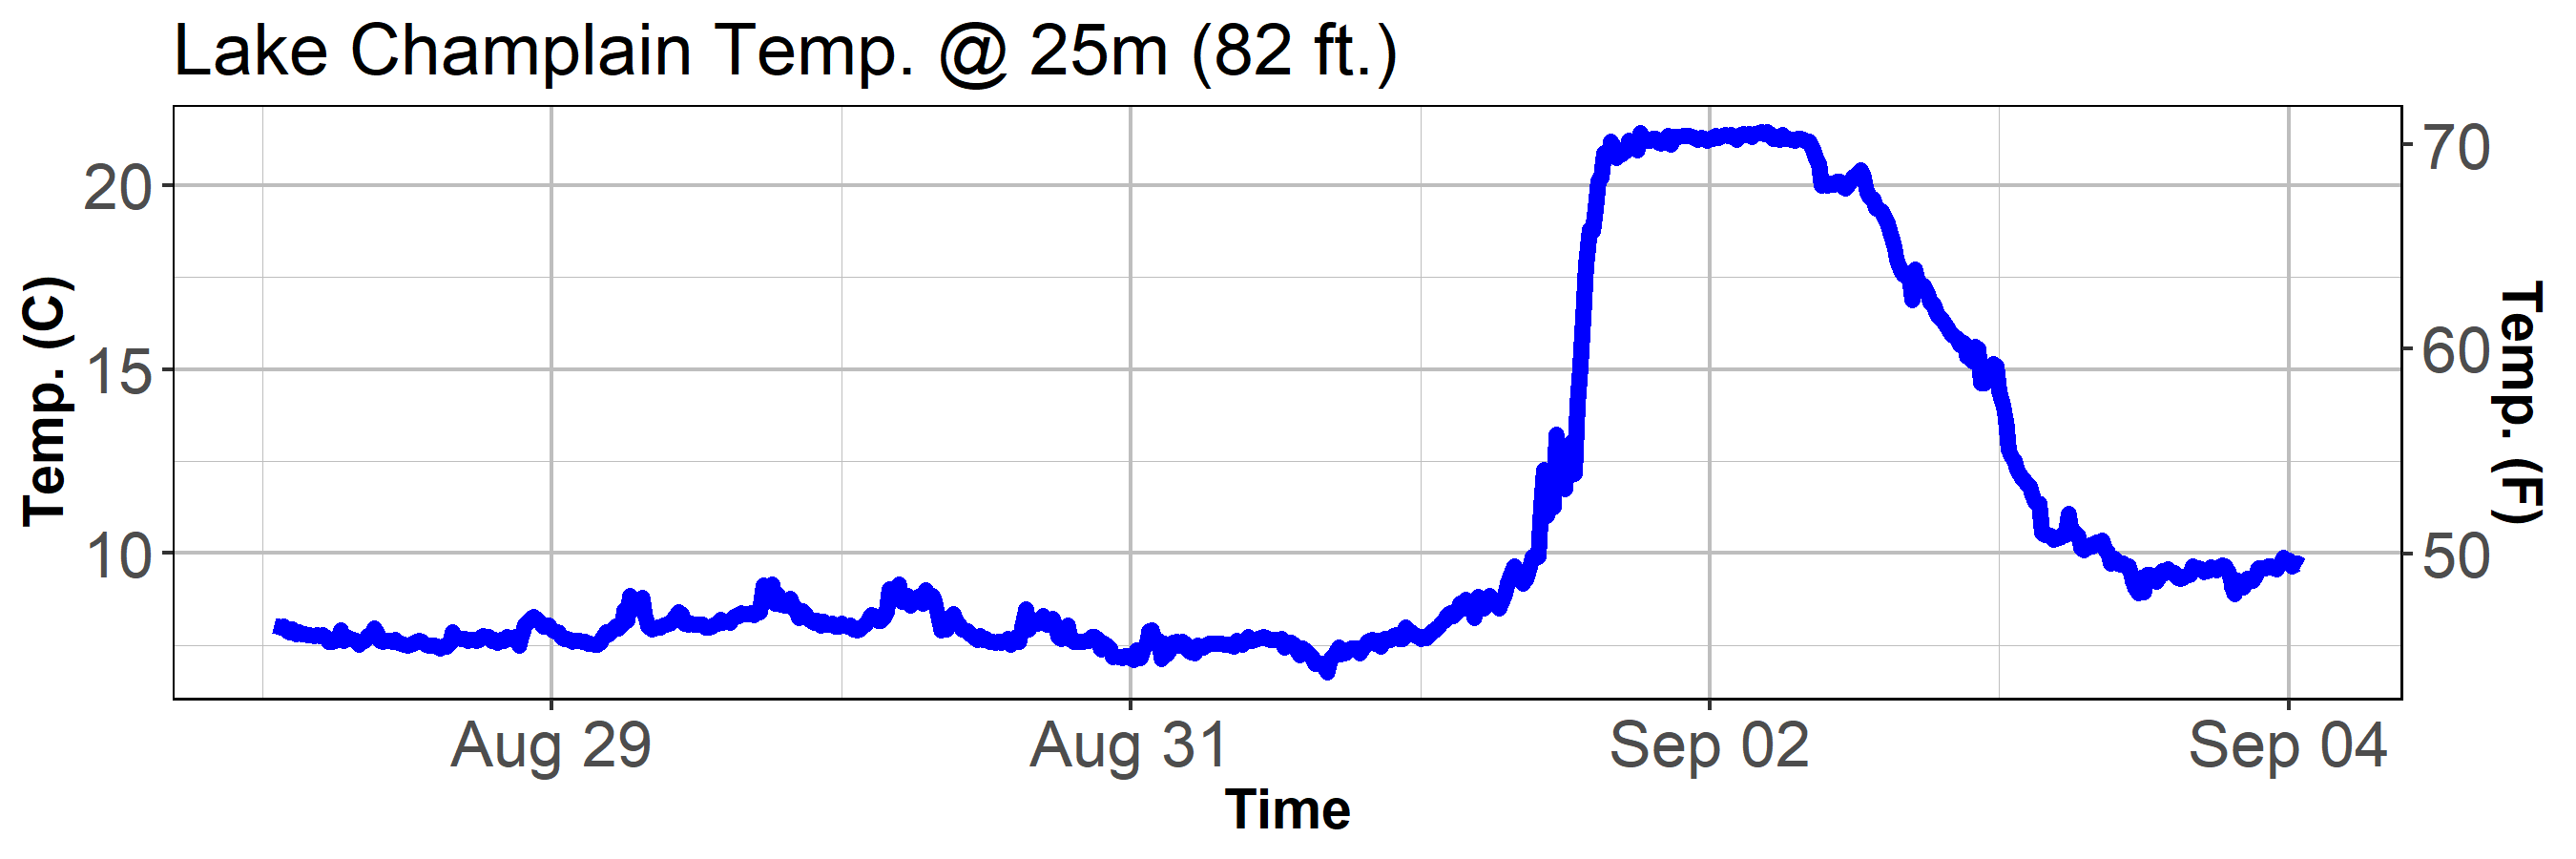 Lake Champlain Temp. @ 25m (82 ft.)
Temp. (C)
20
15
10
70
60
50
Temp. (F)
Aug 29
Aug 31
Sep 02
Sep 04
Time